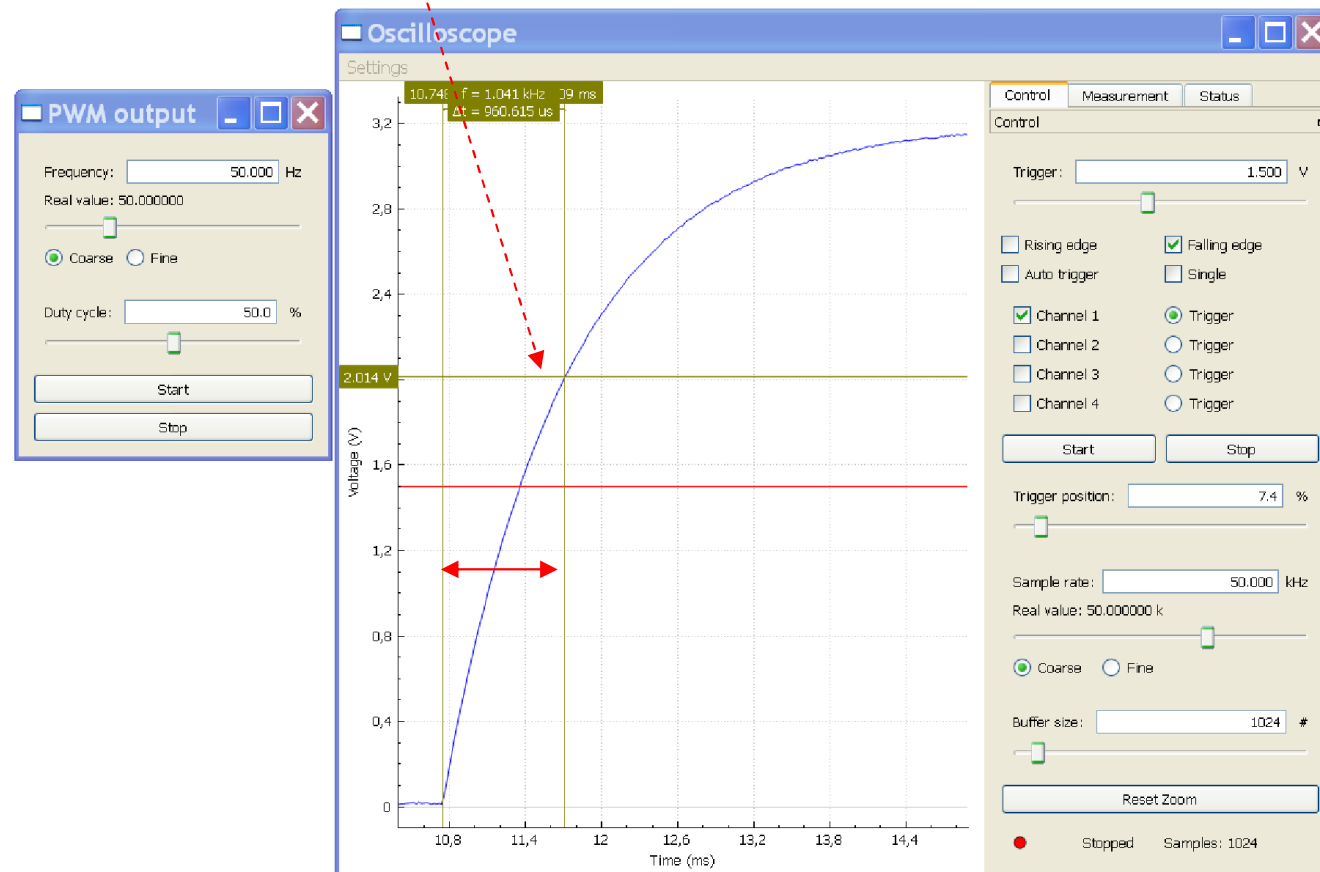 PWM output
Frequency: 50.000 Hz
Real value: 50.000000
Coarse Fine
Duty cycle: 50.0 %
Start
Stop
Oscilloscope
Settings
10.748 f = 1.041 kHz 09 ms
Δt = 960.615 us
3,2
2,8
2,4
2.014 V
1,6
1,2
0,8
0,4
0
Voltage (V)
10,8 11,4 12 12,6 13,2 13,8 14,4
Time (ms)
Control Measurement Status
Control
Trigger: 1.500 V
Rising edge Falling edge
Auto trigger Single
Channel 1 Trigger
Channel 2 Trigger
Channel 3 Trigger
Channel 4 Trigger
Start Stop
Trigger position: 7.4 %
Sample rate: 50.000 kHz
Real value: 50.000000 k
Coarse Fine
Buffer size: 1024 #
Reset Zoom
Stopped Samples: 1024